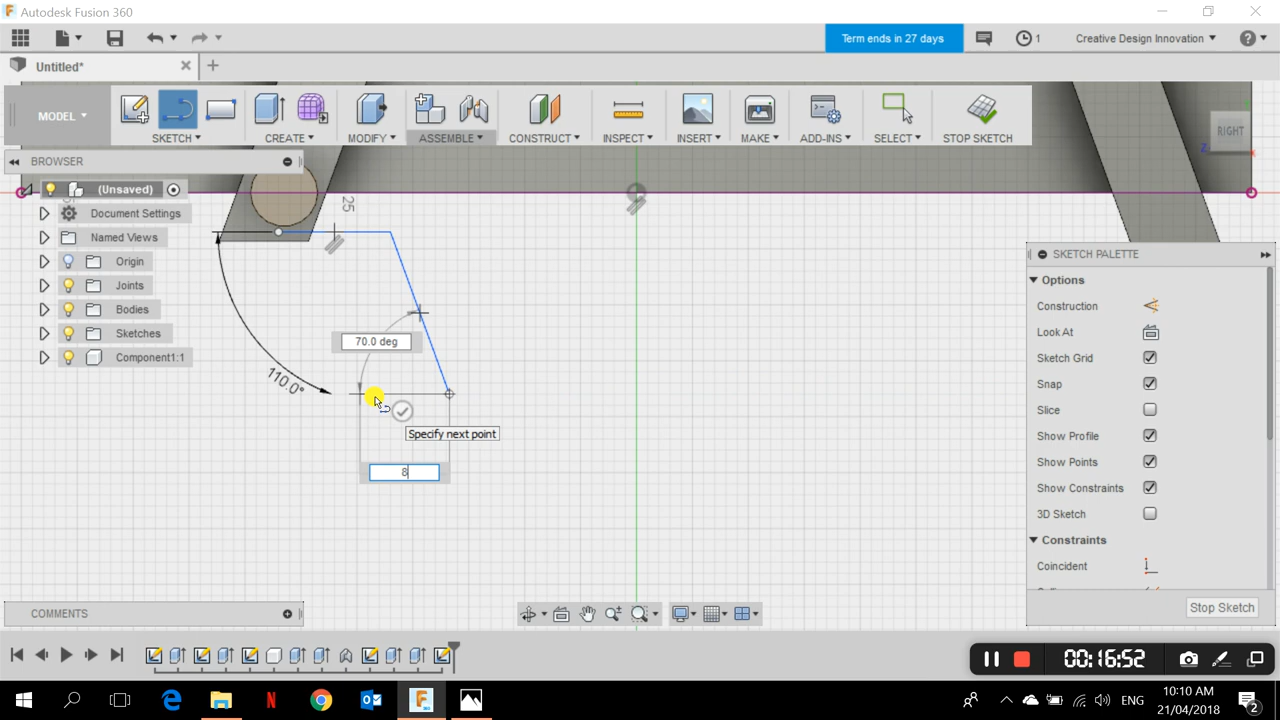 Autodesk Fusion 360
Term ends in 27 days
1
Creative Design Innovation
Untitled*
MODEL
SKETCH
CREATE
MODIFY
ASSEMBLE
CONSTRUCT
INSPECT
INSERT
MAKE
ADD-INS
SELECT
STOP SKETCH
RIGHT
Z
X
BROWSER
(Unsaved)
Document Settings
Named Views
Origin
Joints
Bodies
Sketches
Component1:1
25
70.0 deg
110.0°
Specify next point
8
SKETCH PALETTE
Options
Construction
Look At
Sketch Grid
Snap
Slice
Show Profile
Show Points
Show Constraints
3D Sketch
Constraints
Coincident
Stop Sketch
COMMENTS
00:16:52
ENG
10:10 AM
21/04/2018
2